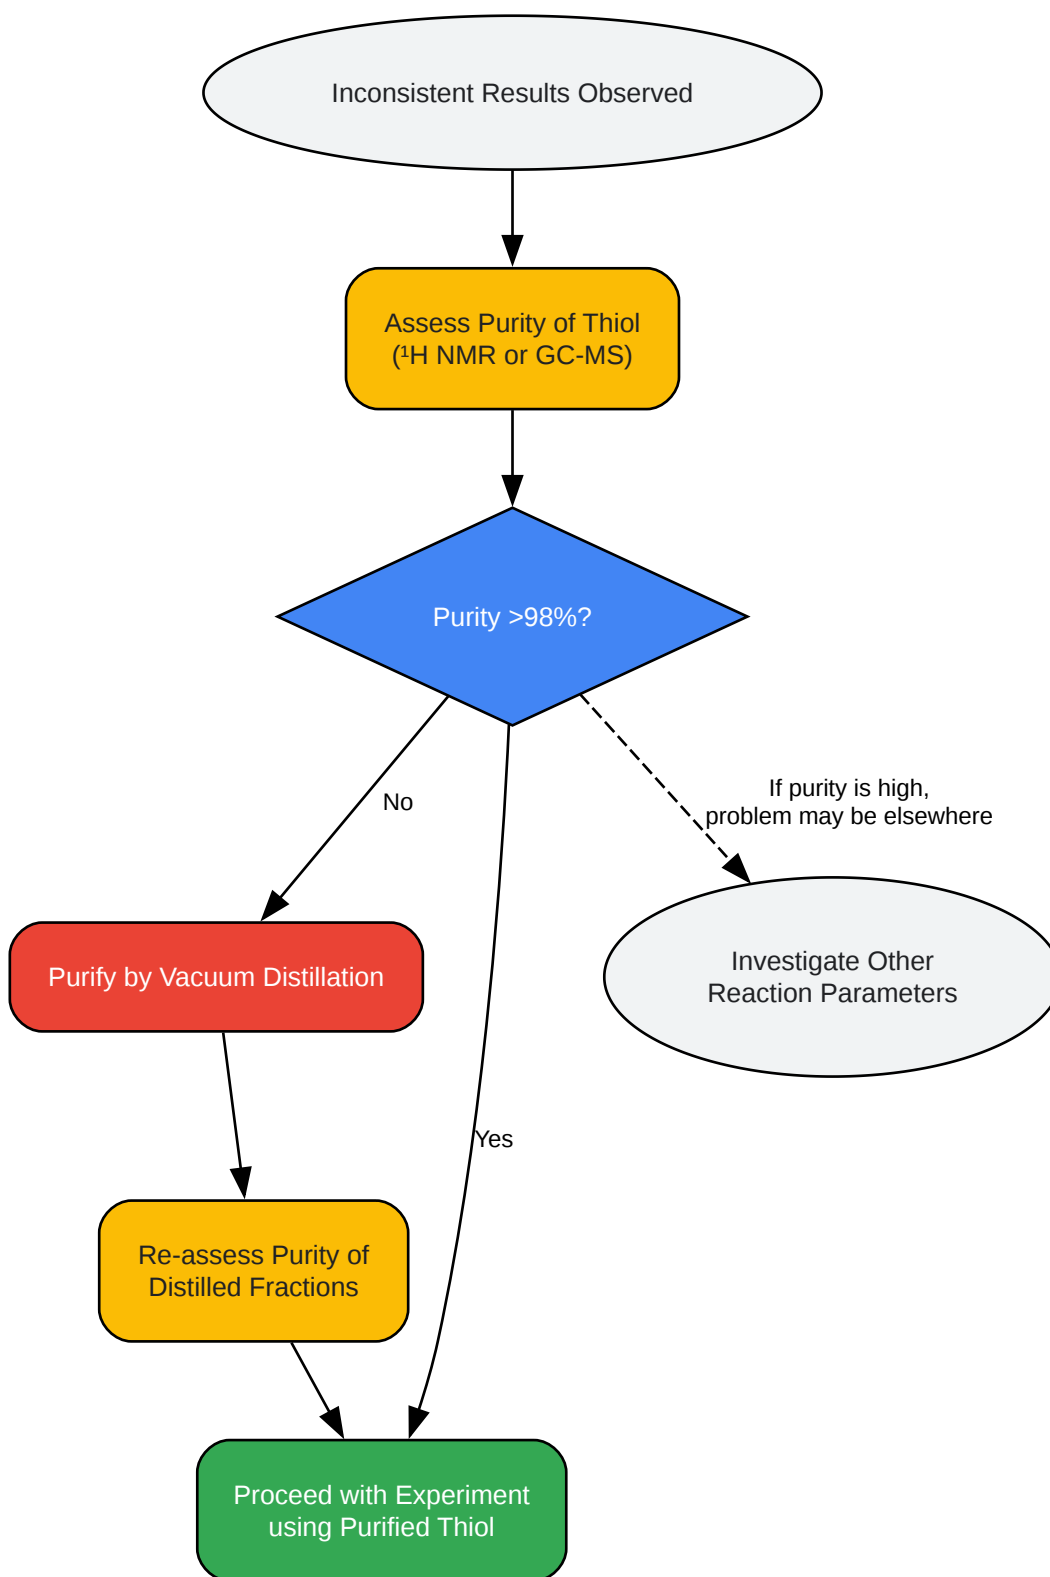 Inconsistent Results Observed
Assess Purity of Thiol
(¹H NMR or GC-MS)
Purity >98%?
No
If purity is high,
problem may be elsewhere
Purify by Vacuum Distillation
Investigate Other
Reaction Parameters
Yes
Re-assess Purity of
Distilled Fractions
Proceed with Experiment
using Purified Thiol